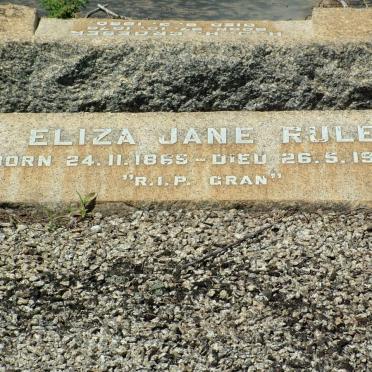 ELIZA JANE RULE
BORN 24.11.1865 - DIED 26.5.19
"R.I.P. GRAN"